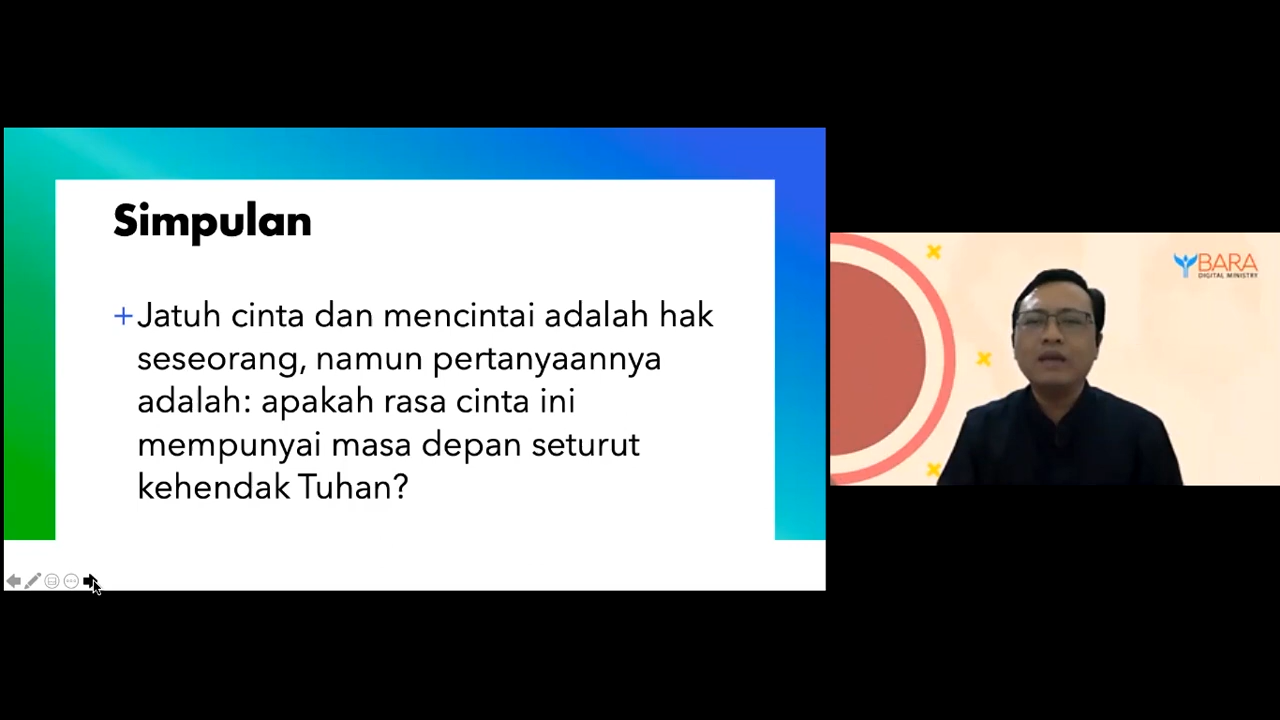 Simpulan
+Jatuh cinta dan mencintai adalah hak
seseorang, namun pertanyaannya
adalah: apakah rasa cinta ini
mempunyai masa depan seturut
kehendak Tuhan?
BARA
DIGITAL MINISTRY